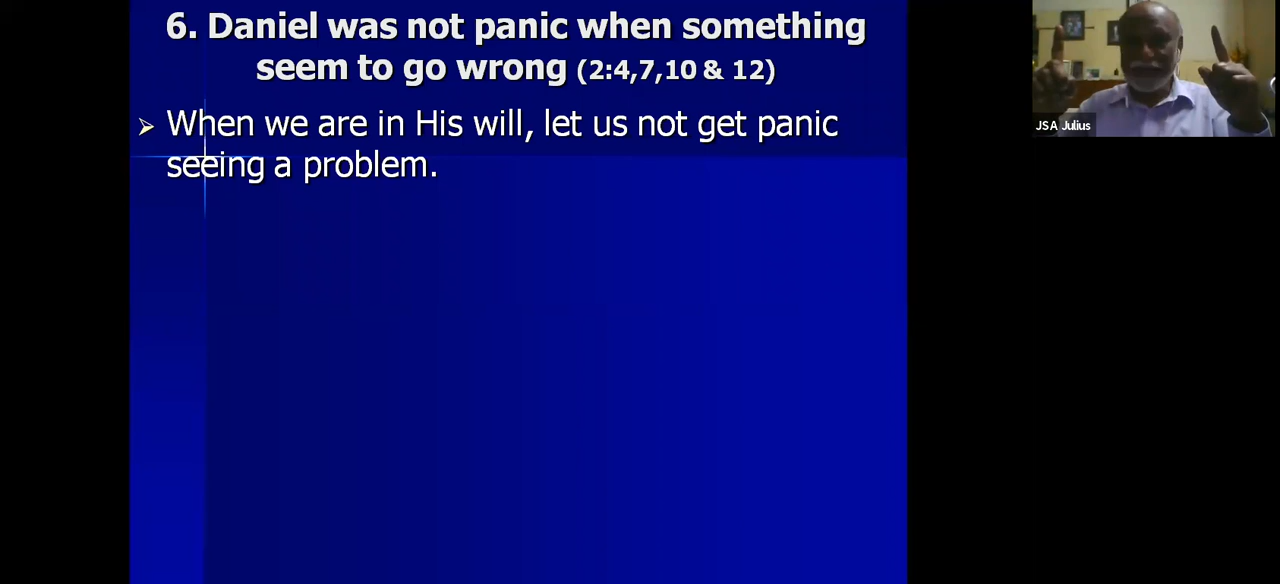 6. Daniel was not panic when something
seem to go wrong (2:4,7,10 & 12)
➢ When we are in His will, let us not get panic
seeing a problem.
JSA Julius